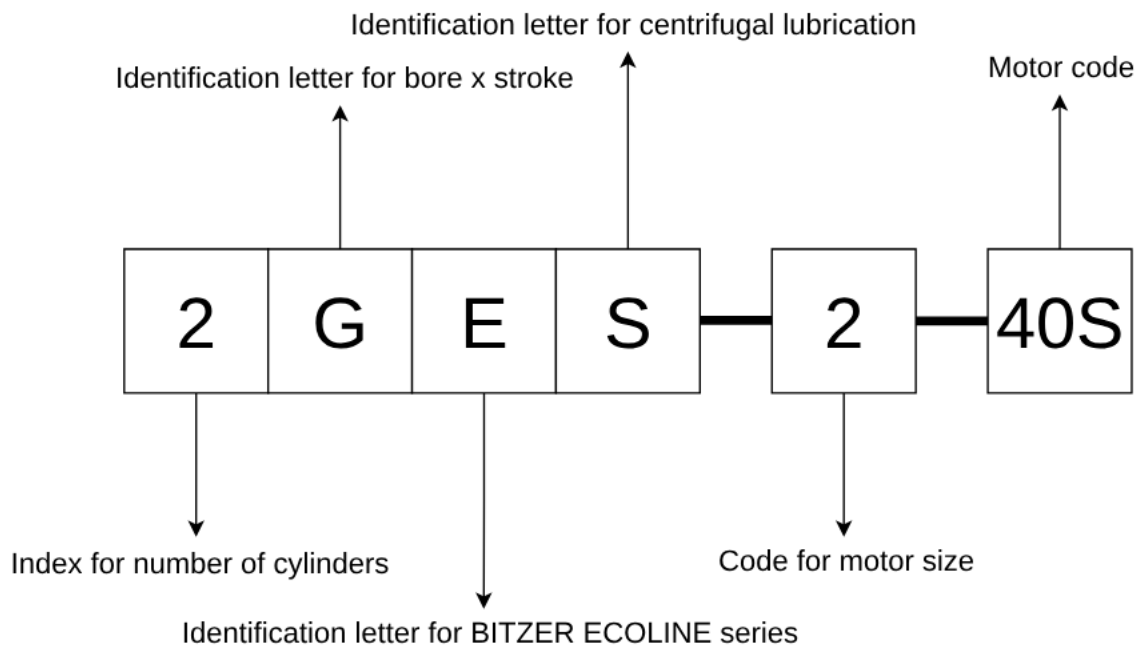 Identification letter for centrifugal lubrication
Identification letter for bore x stroke
Motor code
2 G E S 2 40S
Index for number of cylinders
Code for motor size
Identification letter for BITZER ECOLINE series